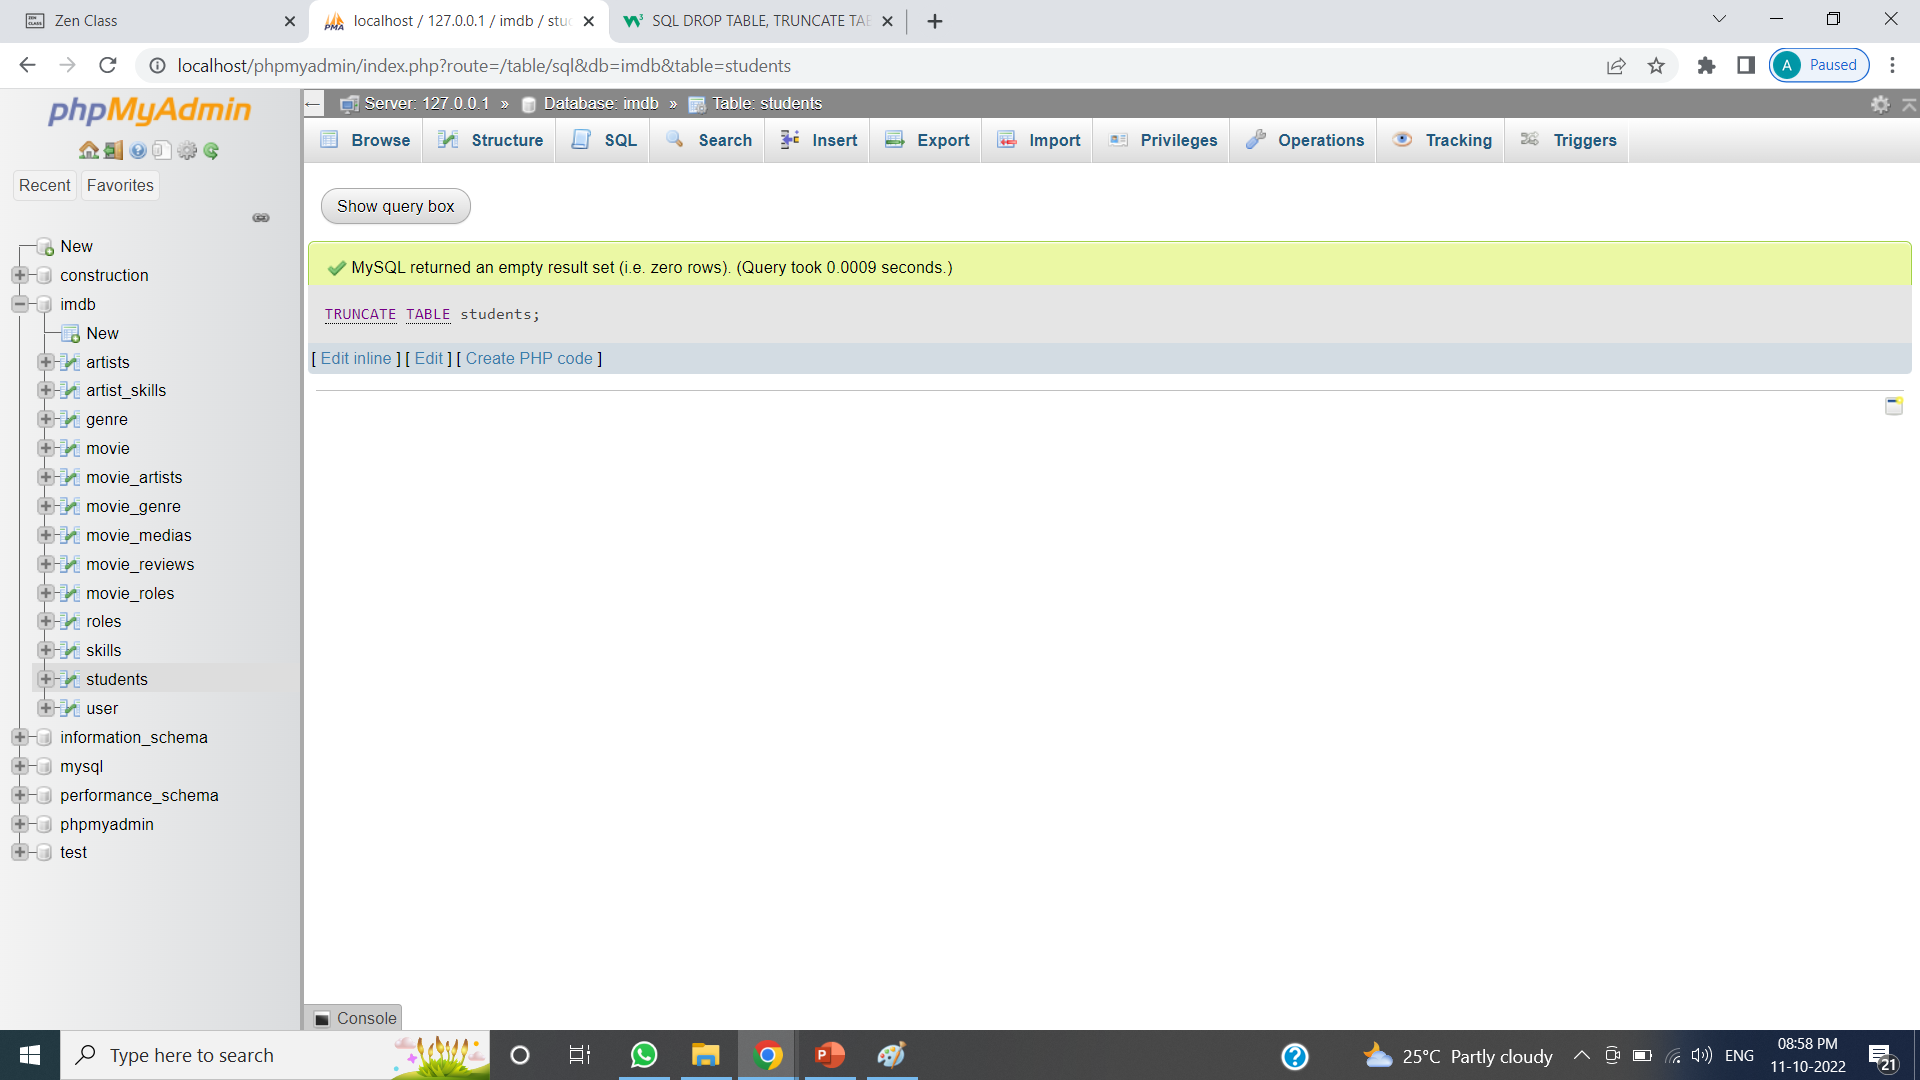 Zen Class
localhost / 127.0.0.1 / imdb / stud
SQL DROP TABLE, TRUNCATE TAB
localhost/phpmyadmin/index.php?route=/table/sql&db=imdb&table=students
A Paused
phpMyAdmin
Recent Favorites
New
construction
imdb
New
artists
artist_skills
genre
movie
movie_artists
movie_genre
movie_medias
movie_reviews
movie_roles
roles
skills
students
user
information_schema
mysql
performance_schema
phpmyadmin
test
Server: 127.0.0.1 » Database: imdb » Table: students
Browse Structure SQL Search Insert Export Import Privileges Operations Tracking Triggers
Show query box
MySQL returned an empty result set (i.e. zero rows). (Query took 0.0009 seconds.)
TRUNCATE TABLE students;
[ Edit inline ] [ Edit ] [ Create PHP code ]
Console
Type here to search
25°C Partly cloudy
ENG
08:58 PM
11-10-2022
21